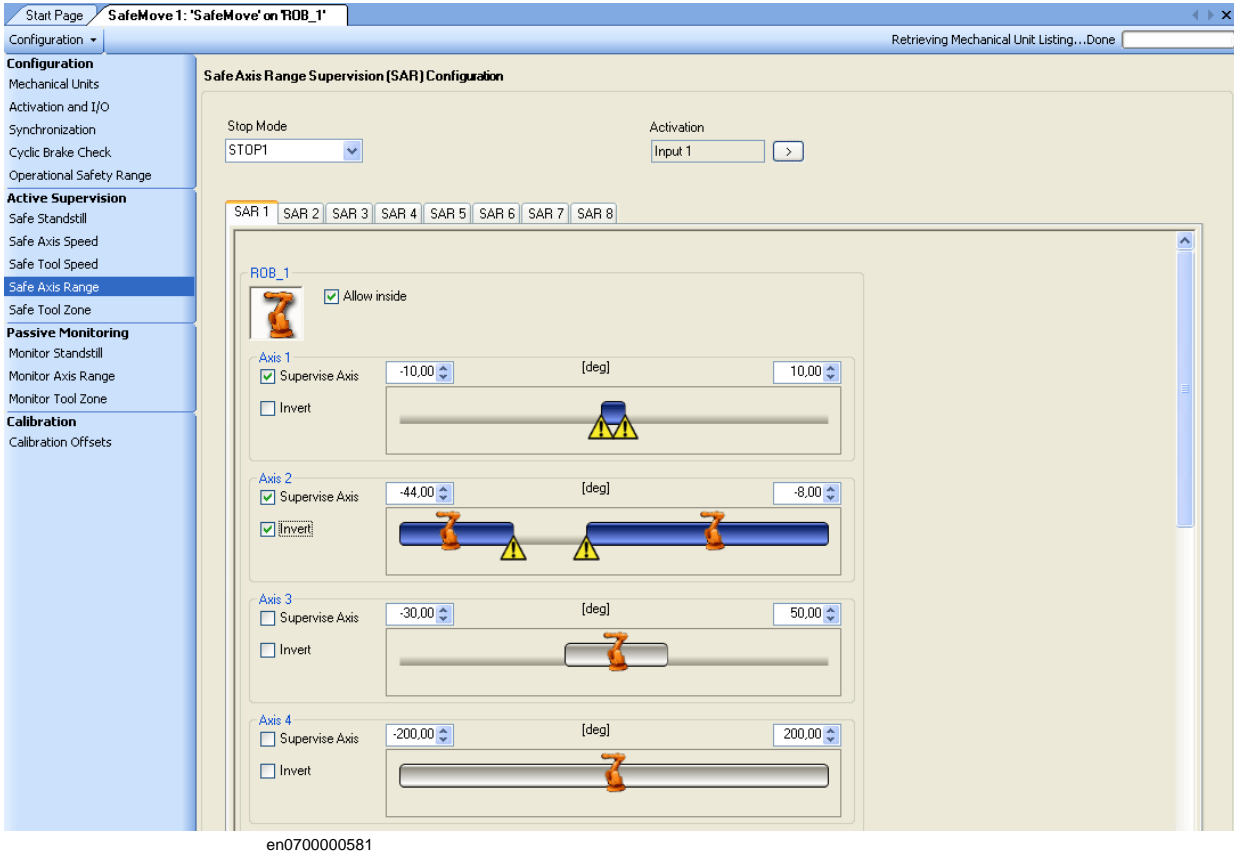 Start Page
SafeMove 1: 'SafeMove' on 'ROB_1'
Configuration
Retrieving Mechanical Unit Listing...Done
Configuration
Mechanical Units
Activation and I/O
Synchronization
Cyclic Brake Check
Operational Safety Range
Active Supervision
Safe Standstill
Safe Axis Speed
Safe Tool Speed
Safe Axis Range
Safe Tool Zone
Passive Monitoring
Monitor Standstill
Monitor Axis Range
Monitor Tool Zone
Calibration
Calibration Offsets
Safe Axis Range Supervision (SAR) Configuration
Stop Mode
STOP1
Activation
Input 1
>
SAR 1 SAR 2 SAR 3 SAR 4 SAR 5 SAR 6 SAR 7 SAR 8
ROB_1
Allow inside
Axis 1
Supervise Axis -10,00 [deg] 10,00
Invert
Axis 2
Supervise Axis -44,00 [deg] -8,00
Invert
Axis 3
Supervise Axis -30,00 [deg] 50,00
Invert
Axis 4
Supervise Axis -200,00 [deg] 200,00
Invert
en0700000581